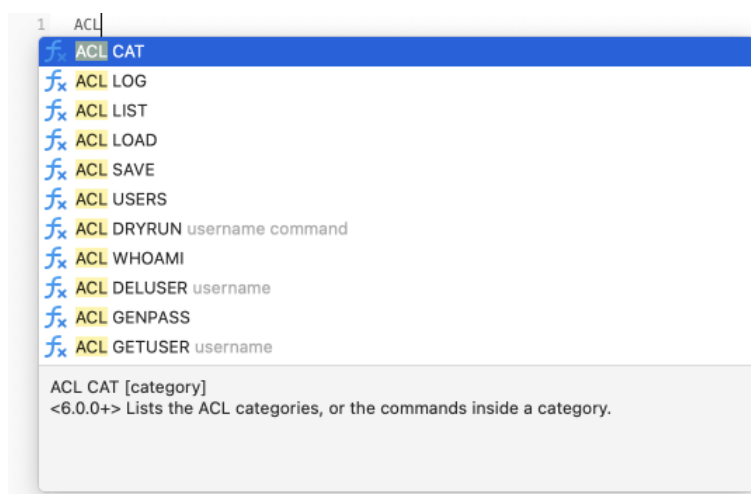 1 ACL
ACL CAT
ACL LOG
ACL LIST
ACL LOAD
ACL SAVE
ACL USERS
ACL DRYRUN username command
ACL WHOAMI
ACL DELUSER username
ACL GENPASS
ACL GETUSER username
ACL CAT [category]
<6.0.0+> Lists the ACL categories, or the commands inside a category.